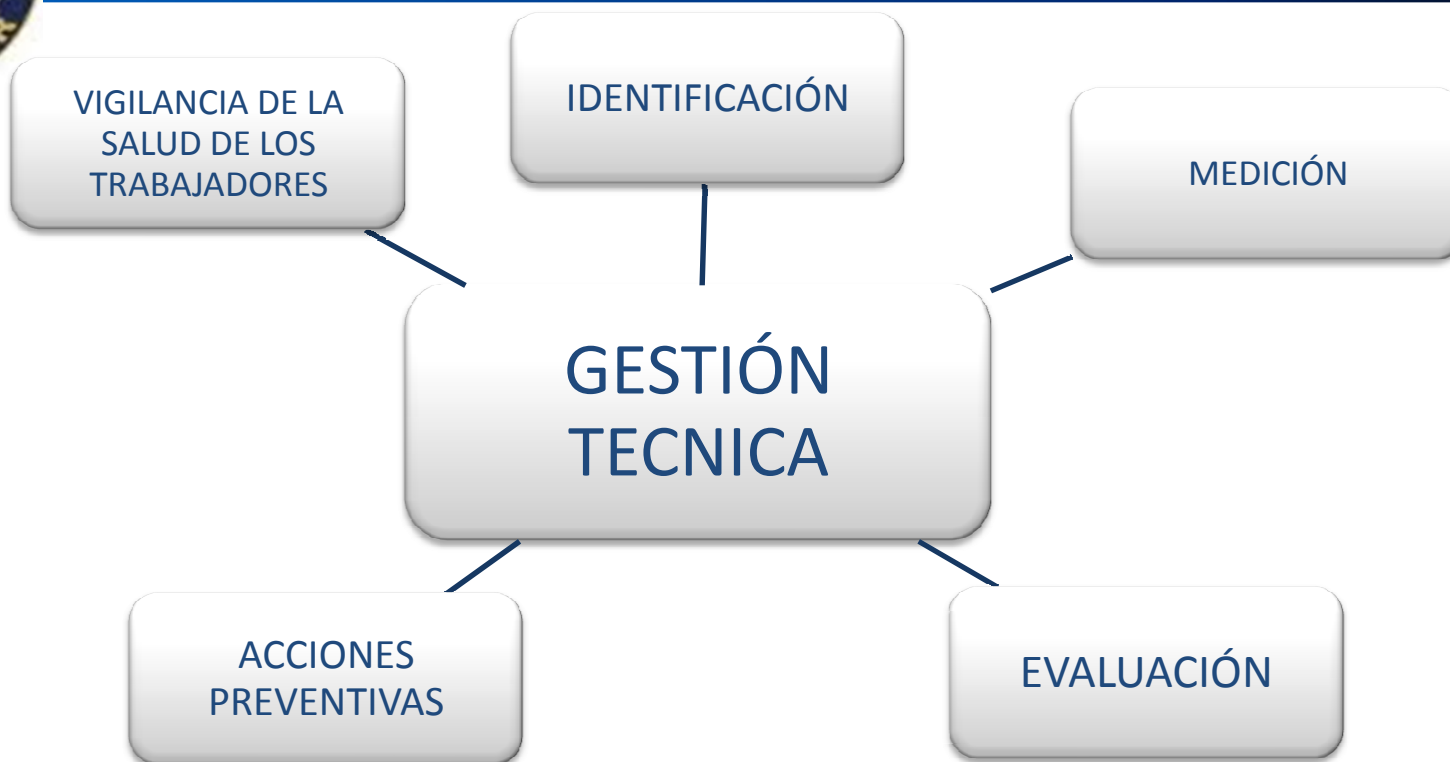 VIGILANCIA DE LA
SALUD DE LOS
TRABAJADORES
IDENTIFICACIÓN
MEDICIÓN
GESTIÓN
TECNICA
ACCIONES
PREVENTIVAS
EVALUACIÓN